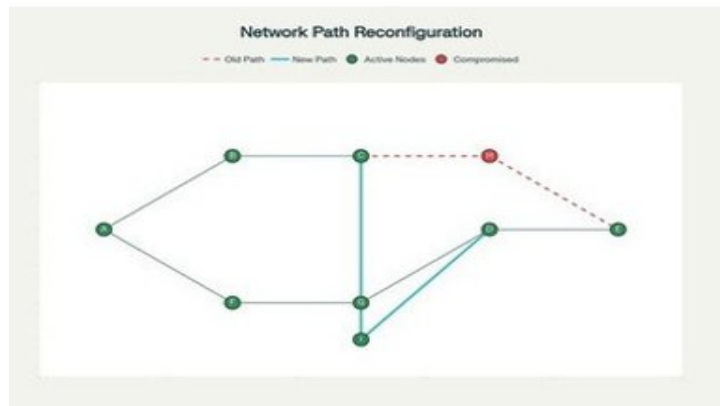 Network Path Reconfiguration
Old Path New Path Active Nodes Compromised
B C H
A D E
F G
I